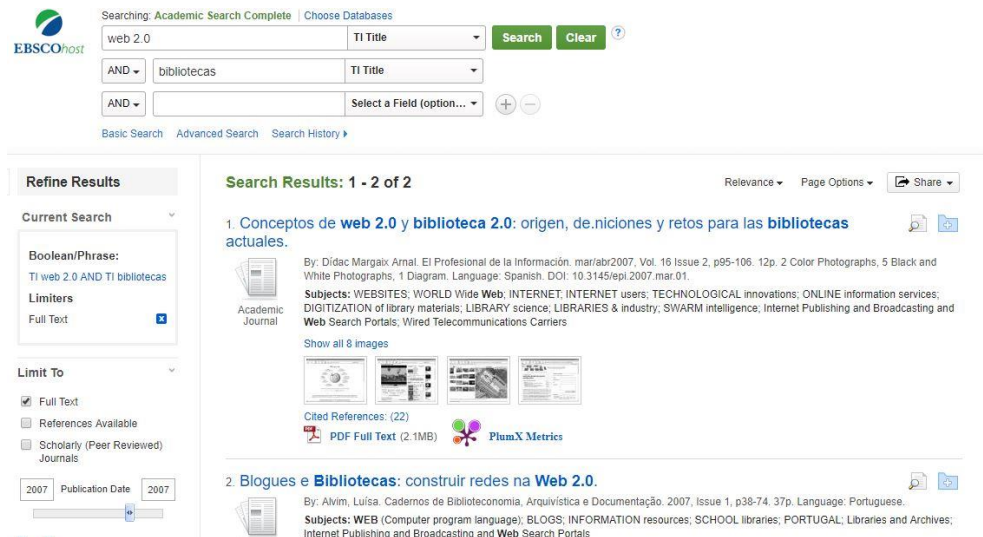 Searching: Academic Search Complete | Choose Databases
EBSCOhost
web 2.0 TI Title Search Clear ?
AND bibliotecas TI Title
AND Select a Field (option...
Basic Search Advanced Search Search History
Refine Results
Current Search
Boolean/Phrase:
TI web 2.0 AND TI bibliotecas
Limiters
Full Text
Limit To
Full Text
References Available
Scholarly (Peer Reviewed)
Journals
2007 Publication Date 2007
Search Results: 1 - 2 of 2 Relevance Page Options Share
1. Conceptos de web 2.0 y biblioteca 2.0: origen, de.niciones y retos para las bibliotecas
actuales.
Academic
Journal
By: Dídac Margaix Arnal. El Profesional de la Información. mar/abr2007, Vol. 16 Issue 2, p95-106. 12p. 2 Color Photographs, 5 Black and
White Photographs, 1 Diagram. Language: Spanish. DOI: 10.3145/epi.2007.mar.01.
Subjects: WEBSITES; WORLD Wide Web; INTERNET; INTERNET users; TECHNOLOGICAL innovations; ONLINE information services;
DIGITIZATION of library materials; LIBRARY science; LIBRARIES & industry; SWARM intelligence; Internet Publishing and Broadcasting and
Web Search Portals; Wired Telecommunications Carriers
Show all 8 images
Cited References: (22)
PDF Full Text (2.1MB) PlumX Metrics
2. Blogues e Bibliotecas: construir redes na Web 2.0.
By: Alvim, Luísa. Cadernos de Biblioteconomia, Arquivística e Documentação. 2007, Issue 1, p38-74. 37p. Language: Portuguese.
Subjects: WEB (Computer program language); BLOGS; INFORMATION resources; SCHOOL libraries; PORTUGAL; Libraries and Archives;
Internet Publishing and Broadcasting and Web Search Portals